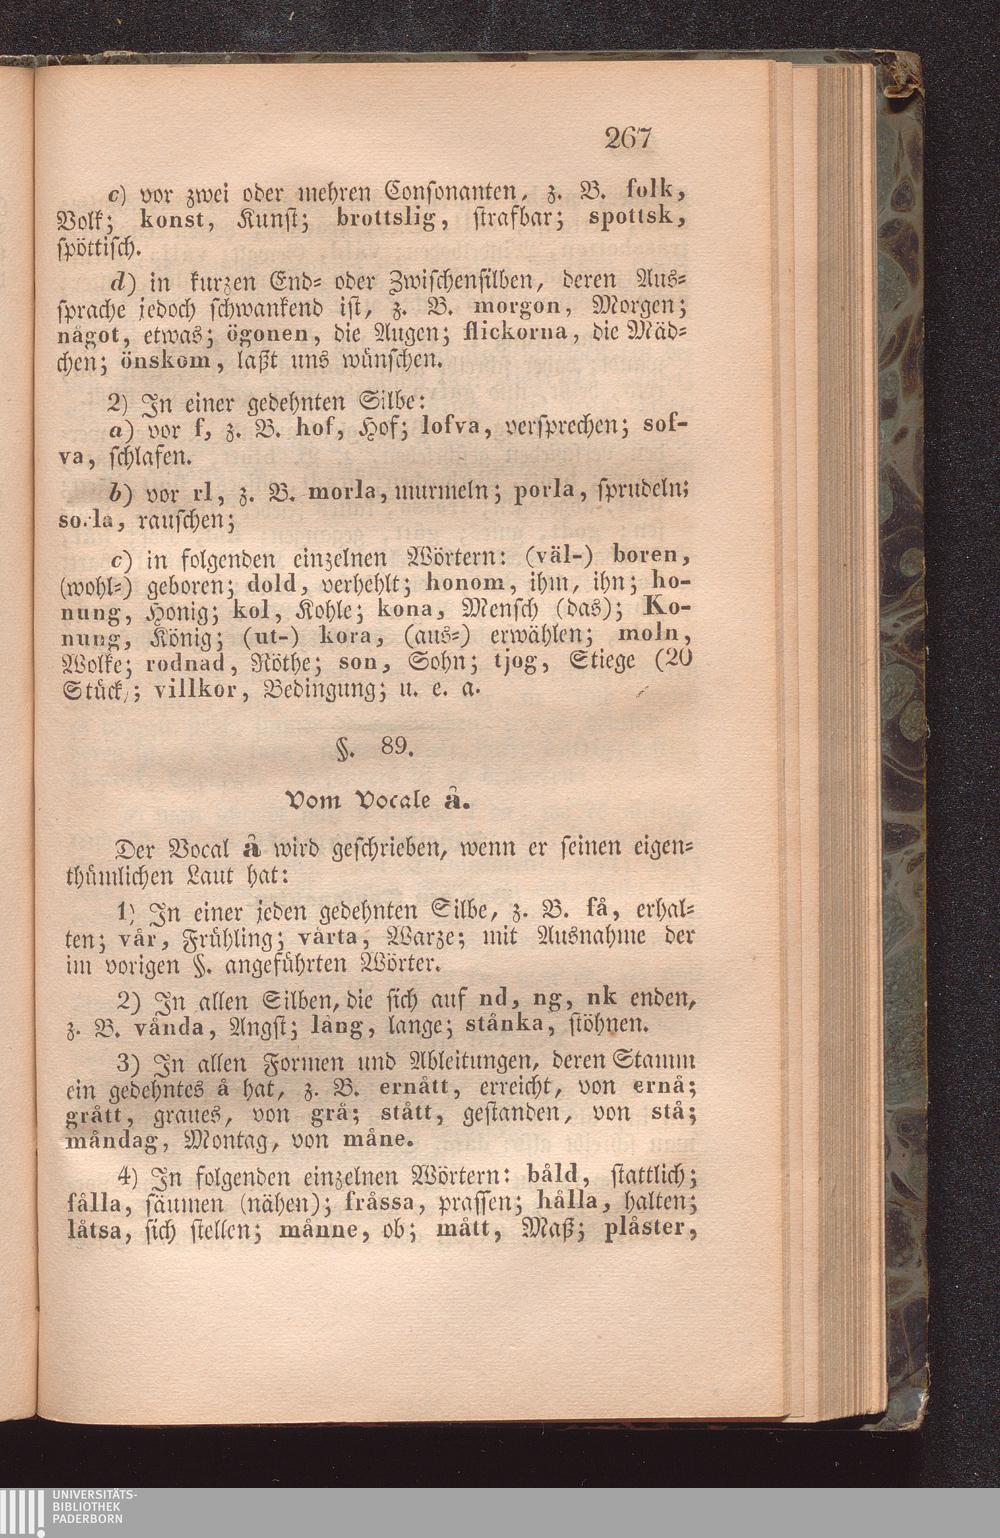 267
c) vor zwei oder mehren Consonanten, z. B. folk,
Volk; konst, Kunst; brottslig, strafbar; spottsk,
spöttisch.
d) in kurzen End- oder Zwischensilben, deren Aus-
sprache jedoch schwankend ist, z. B. morgon, Morgen;
något, etwas; ögonen, die Augen; flickorna, die Mäd-
chen; önskom, laßt uns wünschen.
2) In einer gedehnten Silbe:
a) vor f, z. B. hof, Hof; lofva, versprechen; sof-
va, schlafen.
b) vor rl, z. B. morla, murmeln; porla, sprudeln;
sorla, rauschen;
c) in folgenden einzelnen Wörtern: (väl-) boren,
(wohl-) geboren; dold, verhehlt; honom, ihm, ihn; ho-
nung, Honig; kol, Kohle; kona, Mensch (das); Ko-
nung, König; (ut-) kora, (aus-) erwählen; moln,
Wolke; rodnad, Röthe; son, Sohn; tjog, Stiege (20
Stück); villkor, Bedingung; u. e. a.
§. 89.
Vom Vocale å.
Der Vocal å wird geschrieben, wenn er seinen eigen-
thümlichen Laut hat:
1) In einer jeden gedehnten Silbe, z. B. få, erhal-
ten; vår, Frühling; vårta, Warze; mit Ausnahme der
im vorigen §. angeführten Wörter.
2) In allen Silben, die sich auf nd, ng, nk enden,
z. B. vånda, Angst; lång, lange; stånka, stöhnen.
3) In allen Formen und Ableitungen, deren Stamm
ein gedehntes å hat, z. B. ernått, erreicht, von ernå;
grått, graues, von grå; stått, gestanden, von stå;
måndag, Montag, von måne.
4) In folgenden einzelnen Wörtern: båld, stattlich;
fålla, säumen (nähen); fråssa, prassen; hålla, halten;
låtsa, sich stellen; månne, ob; mått, Maß; plåster,
UNIVERSITÄTS-
BIBLIOTHEK
PADERBORN